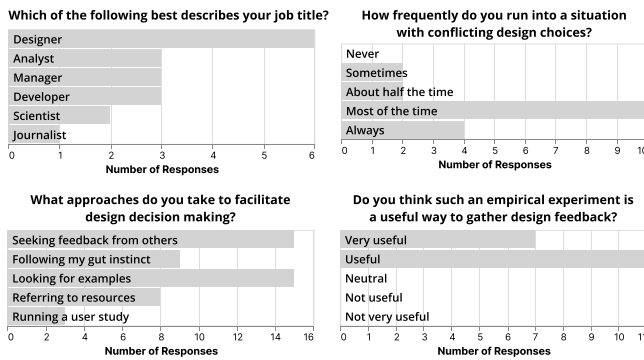 Which of the following best describes your job title?
Designer
Analyst
Manager
Developer
Scientist
Journalist
0 1 2 3 4 5 6
Number of Responses
How frequently do you run into a situation
with conflicting design choices?
Never
Sometimes
About half the time
Most of the time
Always
0 1 2 3 4 5 6 7 8 9 10
Number of Responses
What approaches do you take to facilitate
design decision making?
Seeking feedback from others
Following my gut instinct
Looking for examples
Referring to resources
Running a user study
0 2 4 6 8 10 12 14 16
Number of Responses
Do you think such an empirical experiment is
a useful way to gather design feedback?
Very useful
Useful
Neutral
Not useful
Not very useful
0 1 2 3 4 5 6 7 8 9 10
Number of Responses